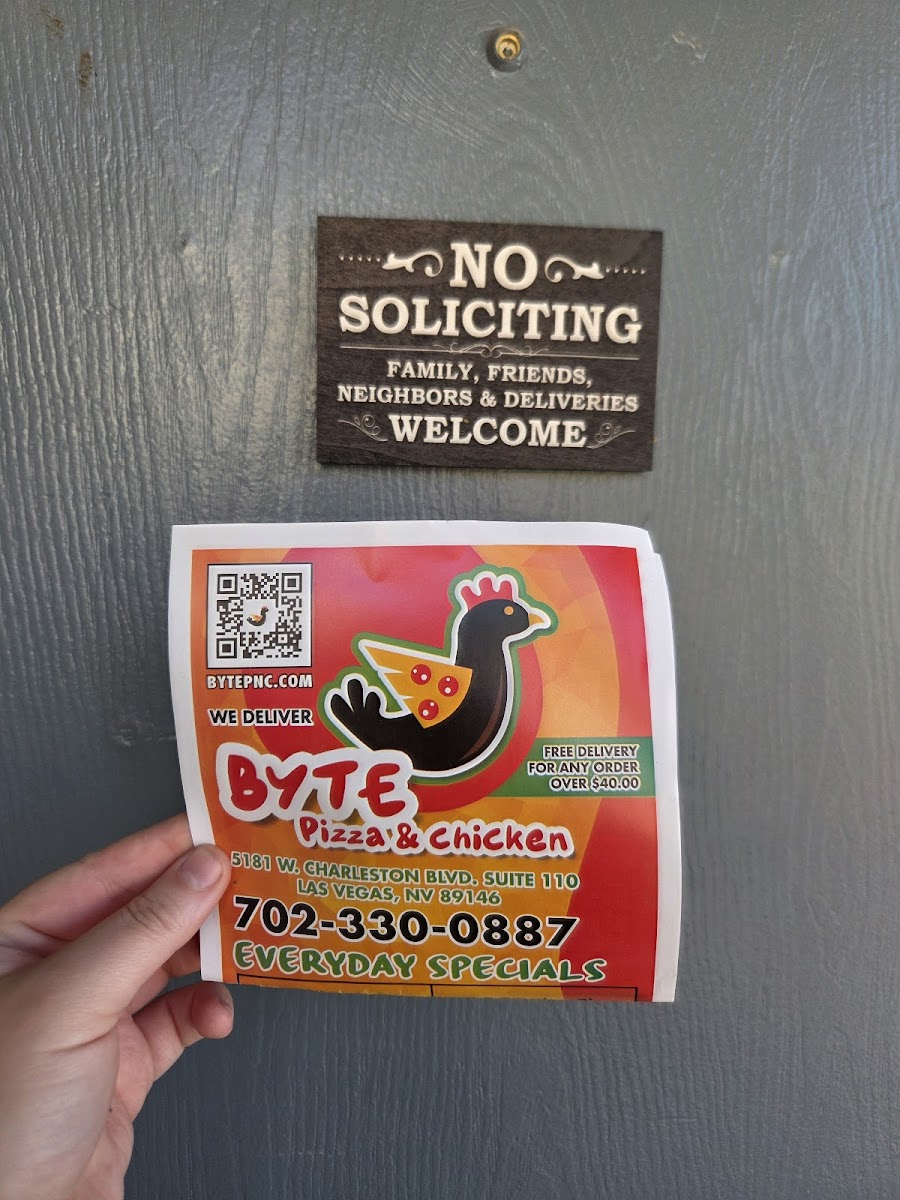 NO
SOLICITING
FAMILY, FRIENDS,
NEIGHBORS & DELIVERIES
WELCOME
BYTEPNC.COM
WE DELIVER
FREE DELIVERY
FOR ANY ORDER
OVER $40.00
BYTE
Pizza & Chicken
5181 W. CHARLESTON BLVD. SUITE 110
LAS VEGAS, NV 89146
702-330-0887
EVERYDAY SPECIALS